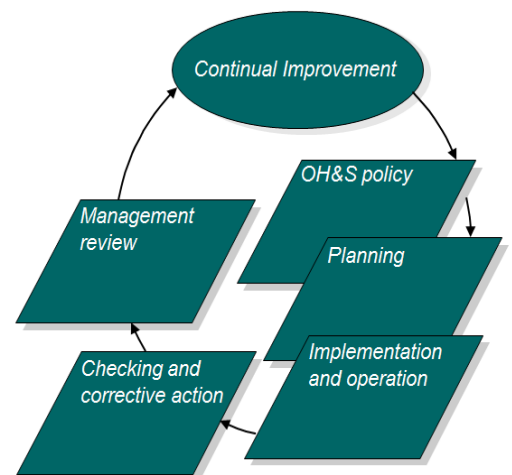 Continual Improvement
OH&S policy
Planning
Implementation
and operation
Checking and
corrective action
Management
review